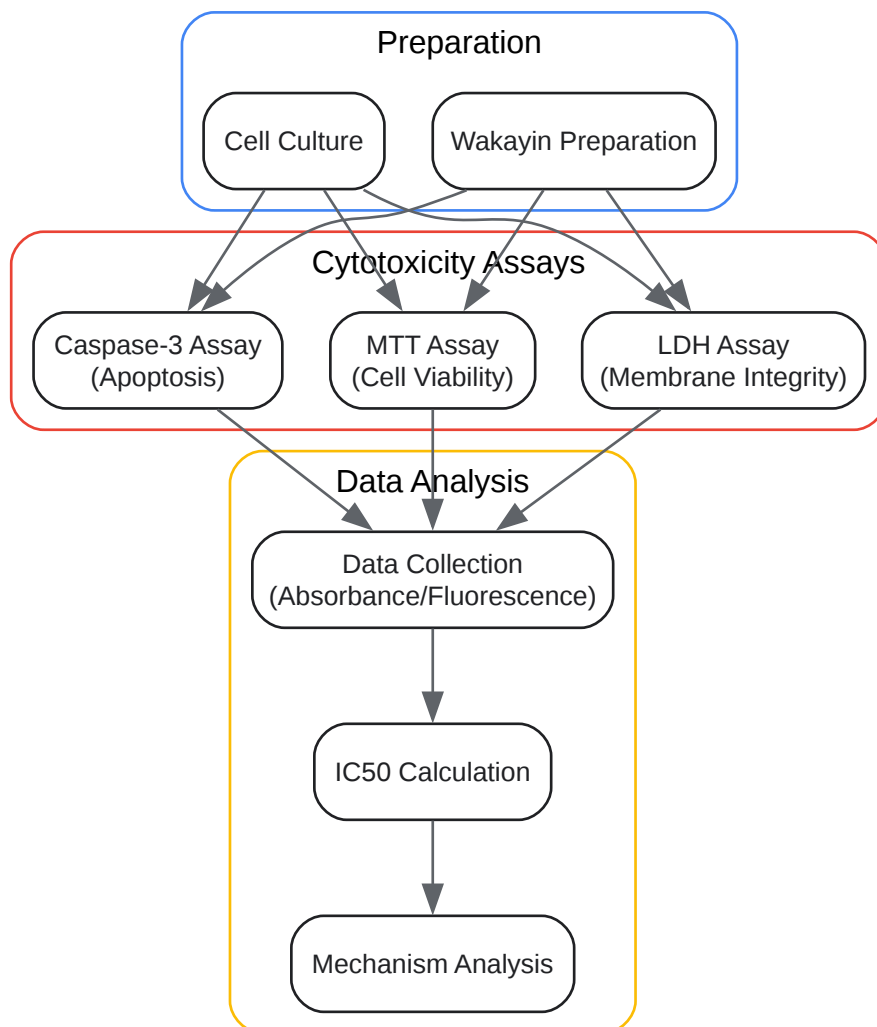 Preparation
Cell Culture
Wakayin Preparation
Cytotoxicity Assays
Caspase-3 Assay
(Apoptosis)
MTT Assay
(Cell Viability)
LDH Assay
(Membrane Integrity)
Data Analysis
Data Collection
(Absorbance/Fluorescence)
IC50 Calculation
Mechanism Analysis